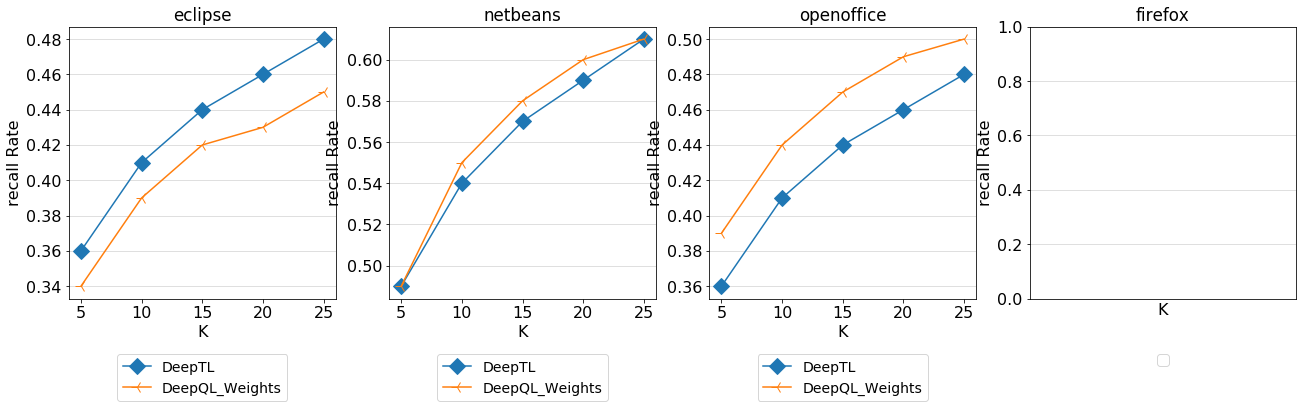 eclipse
recall Rate
0.48
0.46
0.44
0.42
0.40
0.38
0.36
0.34
5 10 15 20 25
K
DeepTL
DeepQL_Weights
netbeans
recall Rate
0.60
0.58
0.56
0.54
0.52
0.50
5 10 15 20 25
K
DeepTL
DeepQL_Weights
openoffice
recall Rate
0.50
0.48
0.46
0.44
0.42
0.40
0.38
0.36
5 10 15 20 25
K
DeepTL
DeepQL_Weights
firefox
recall Rate
1.0
0.8
0.6
0.4
0.2
0.0
K